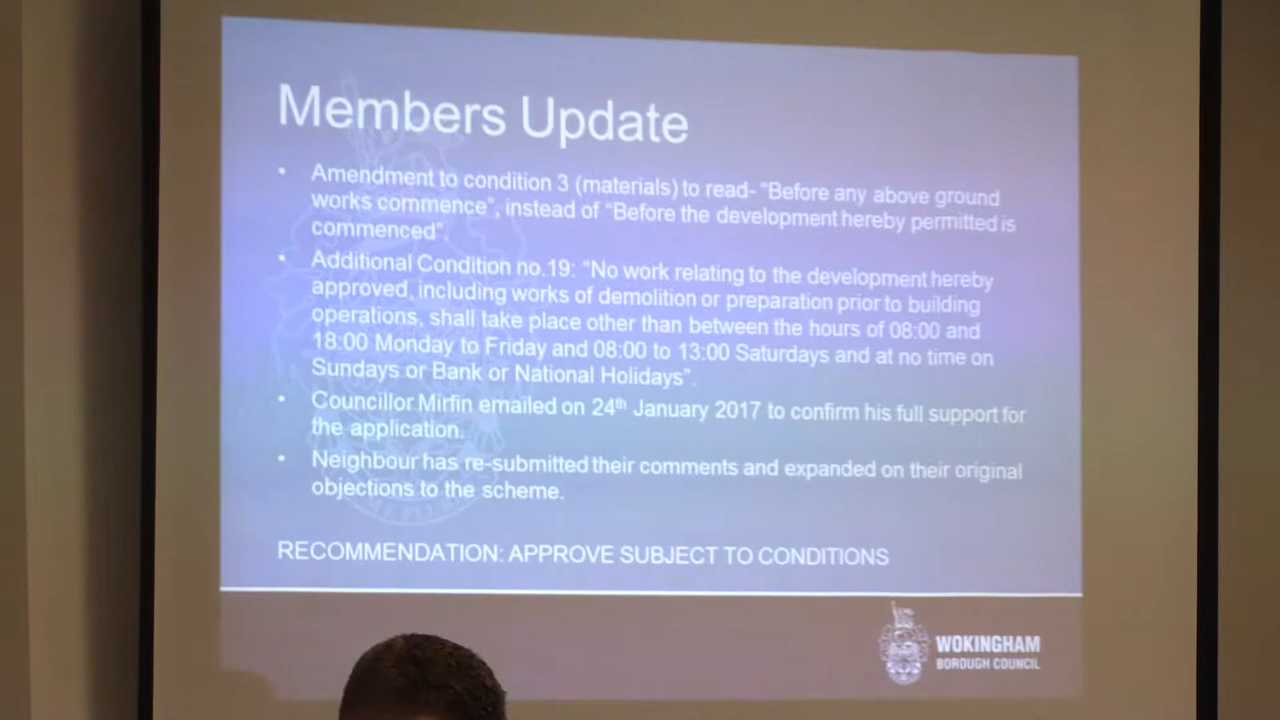 Members Update
• Amendment to condition 3 (materials) to read- “Before any above ground
works commence”, instead of “Before the development hereby permitted is
commenced”.
• Additional Condition no.19: “No work relating to the development hereby
approved, including works of demolition or preparation prior to building
operations, shall take place other than between the hours of 08:00 and
18:00 Monday to Friday and 08:00 to 13:00 Saturdays and at no time on
Sundays or Bank or National Holidays”.
• Councillor Mirfin emailed on 24th January 2017 to confirm his full support for
the application.
• Neighbour has re-submitted their comments and expanded on their original
objections to the scheme.
RECOMMENDATION: APPROVE SUBJECT TO CONDITIONS
WOKINGHAM
BOROUGH COUNCIL